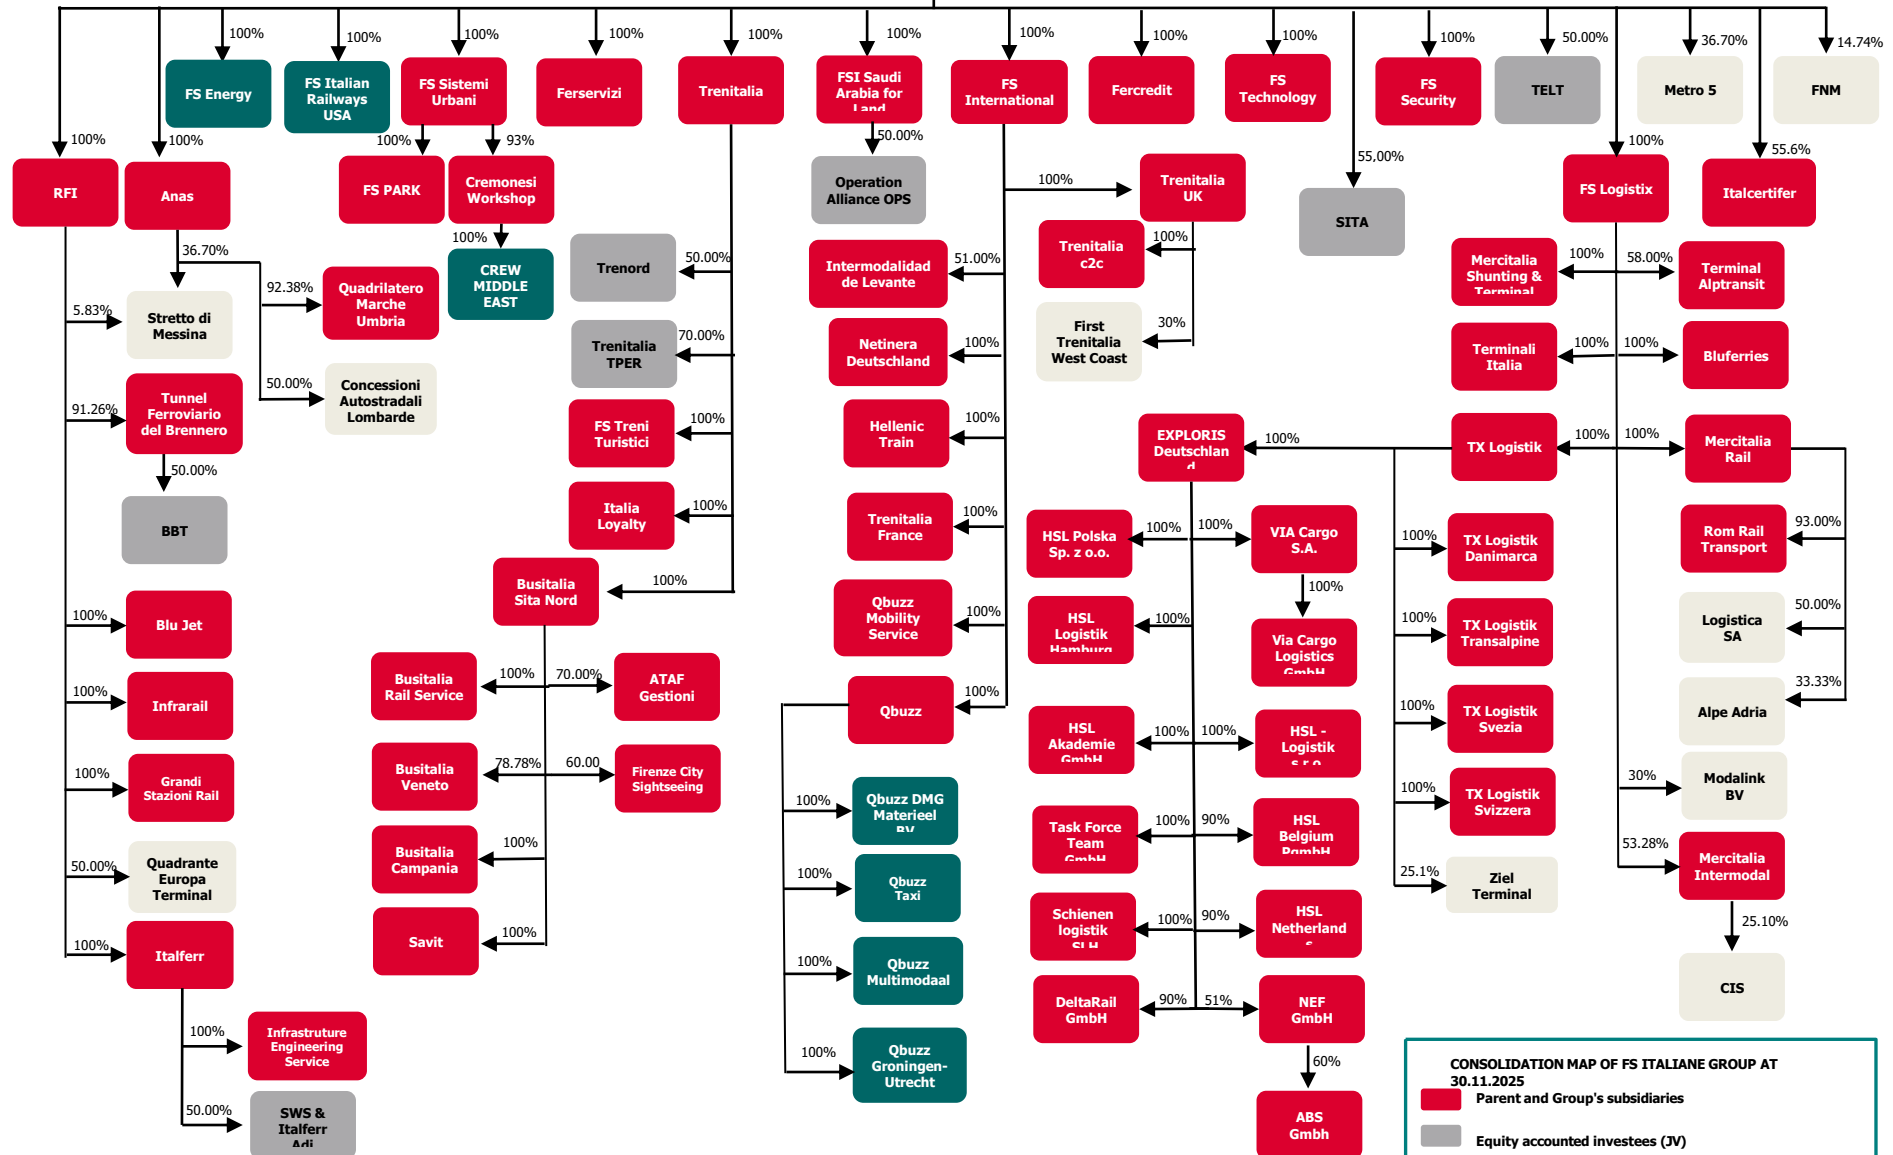 100%
100%
100%
100%
100%
100%
100%
100%
100%
100%
50.00%
36.70%
14.74%
FS Energy
FS Italian
Railways
USA
FS Sistemi
Urbani
Ferservizi
Trenitalia
FSI Saudi
Arabia for
Land
FS
International
Fercredit
FS
Technology
FS
Security
TELT
Metro 5
FNM
100%
100%
100%
93%
50.00%
55,00%
100%
55.6%
RFI
Anas
FS PARK
Cremonesi
Workshop
Operation
Alliance OPS
100%
Trenitalia
UK
SITA
FS Logistix
Italcertifer
36.70%
100%
CREW
MIDDLE
EAST
92.38%
Quadrilatero
Marche
Umbria
5.83%
Stretto di
Messina
50.00%
Concessioni
Autostradali
Lombarde
91.26%
Tunnel
Ferroviario
del Brennero
50.00%
BBT
100%
Blu Jet
100%
Infrarail
100%
Grandi
Stazioni Rail
50.00%
Quadrante
Europa
Terminal
100%
Italferr
100%
Infrastruture
Engineering
Service
50.00%
SWS &
Italferr
Adi
Trenord
50.00%
Trenitalia
TPER
70.00%
FS Treni
Turistici
100%
Italia
Loyalty
100%
Busitalia
Sita Nord
100%
Busitalia
Rail Service
100%
70.00%
ATAF
Gestioni
Busitalia
Veneto
78.78%
60.00
Firenze City
Sightseeing
Busitalia
Campania
100%
Savit
100%
Intermodalidad
de Levante
51.00%
Netinera
Deutschland
100%
Hellenic
Train
100%
Trenitalia
France
100%
Qbuzz
Mobility
Service
100%
Qbuzz
100%
100%
Qbuzz DMG
Materieel
BV
100%
Qbuzz
Taxi
100%
Qbuzz
Multimodaal
100%
Qbuzz
Groningen-
Utrecht
Trenitalia
c2c
100%
First
Trenitalia
West Coast
30%
EXPLORIS
Deutschlan
d
100%
HSL Polska
Sp. z o.o.
100%
100%
VIA Cargo
S.A.
100%
Via Cargo
Logistics
GmbH
HSL
Logistik
Hamburg
100%
HSL
Akademie
GmbH
100%
100%
HSL -
Logistik
s.r.o.
Task Force
Team
GmbH
100%
90%
HSL
Belgium
PgmbH
Schienen
logistik
SLH
100%
90%
HSL
Netherland
s
DeltaRail
GmbH
90%
51%
NEF
GmbH
60%
ABS
Gmbh
Mercitalia
Shunting &
Terminal
100%
58.00%
Terminal
Alptransit
Terminali
Italia
100%
100%
Bluferries
TX Logistik
100%
100%
Mercitalia
Rail
100%
TX Logistik
Danimarca
100%
TX Logistik
Transalpine
100%
TX Logistik
Svezia
100%
TX Logistik
Svizzera
25.1%
Ziel
Terminal
93.00%
Rom Rail
Transport
50.00%
Logistica
SA
33.33%
Alpe Adria
30%
Modalink
BV
53.28%
Mercitalia
Intermodal
25.10%
CIS
CONSOLIDATION MAP OF FS ITALIANE GROUP AT
30.11.2025
Parent and Group's subsidiaries
Equity accounted investees (JV)